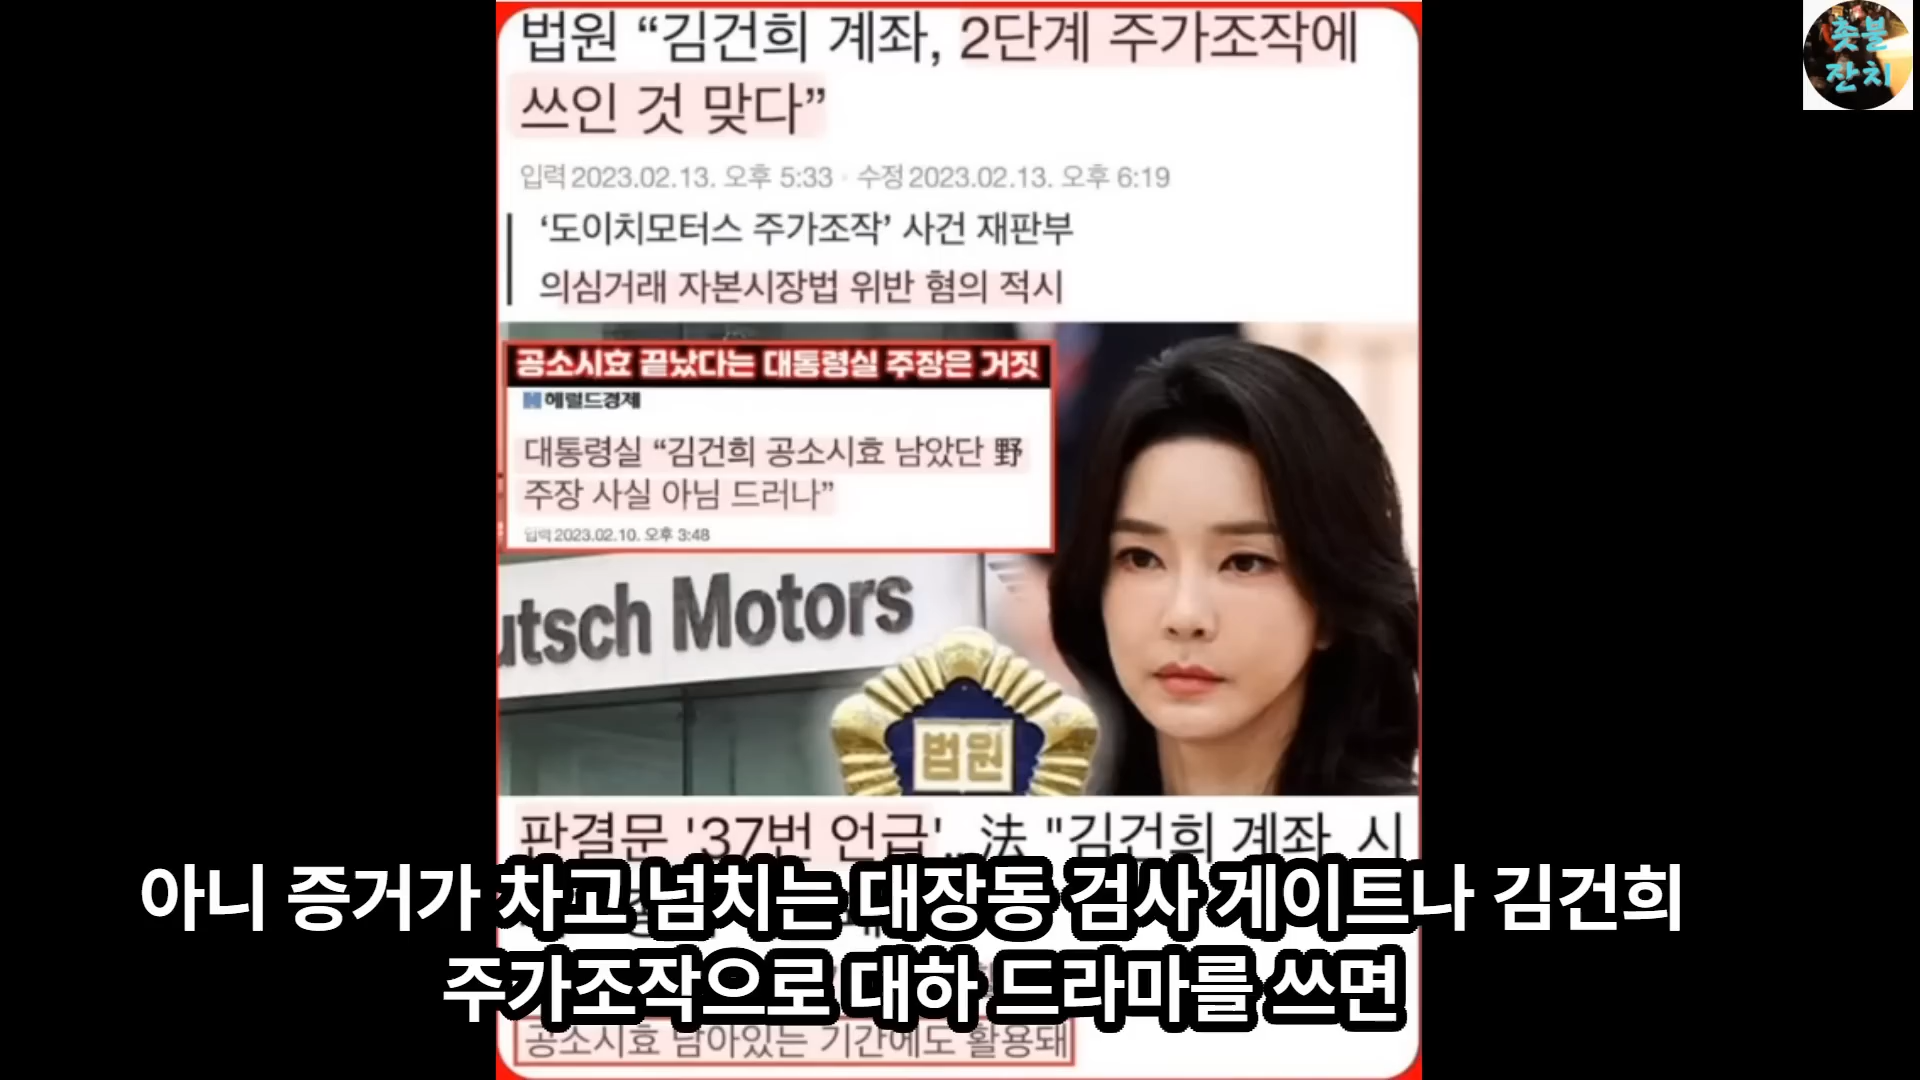 법원 “김건희 계좌, 2단계 주가조작에
쓰인 것 맞다”
입력 2023.02.13. 오후 5:33 · 수정 2023.02.13. 오후 6:19
‘도이치모터스 주가조작’ 사건 재판부
의심거래 자본시장법 위반 혐의 적시
공소시효 끝났다는 대통령실 주장은 거짓
헤럴드경제
대통령실 “김건희 공소시효 남았단 野
주장 사실 아님 드러나”
입력 2023.02.10. 오후 3:48
utsch Motors
법원
판결문 '37번 언급'.. 法 "김건희 계좌, 시
아니 증거가 차고 넘치는 대장동 검사 게이트나 김건희
주가조작으로 대하 드라마를 쓰면
공소시효 남아있는 기간에도 활용돼
촛불
잔치